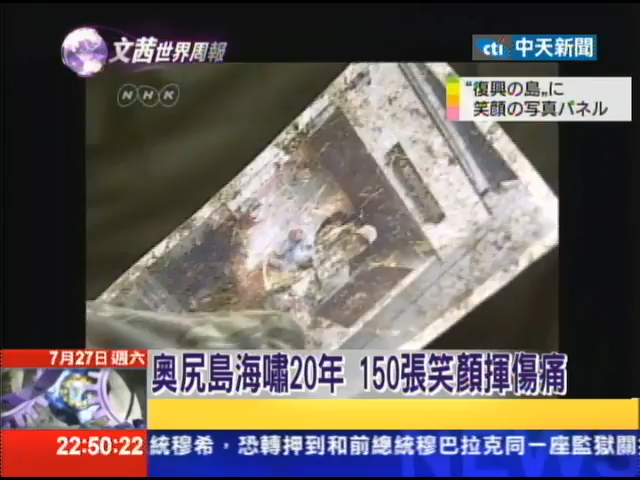 文茜世界周報
cti 中天新聞
NHK
“復興の島„に
笑顔の写真パネル
7月27日週六
奧尻島海嘯20年 150張笑顏揮傷痛
22:50:22
統穆希，恐轉押到和前總統穆巴拉克同一座監獄關
NEWS